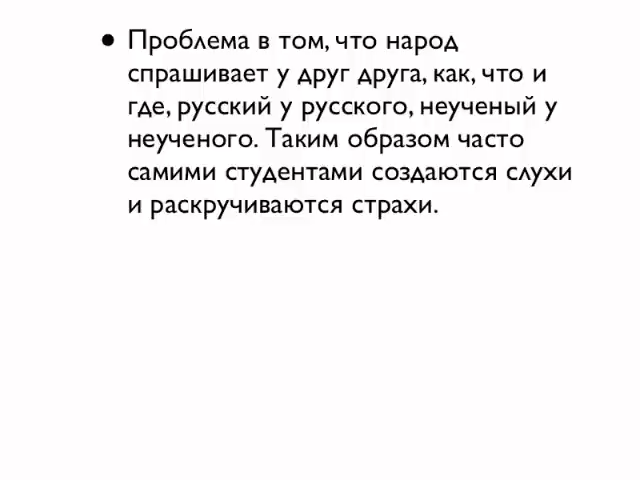 • Проблема в том, что народ
спрашивает у друг друга, как, что и
где, русский у русского, неученый у
неученого. Таким образом часто
самими студентами создаются слухи
и раскручиваются страхи.